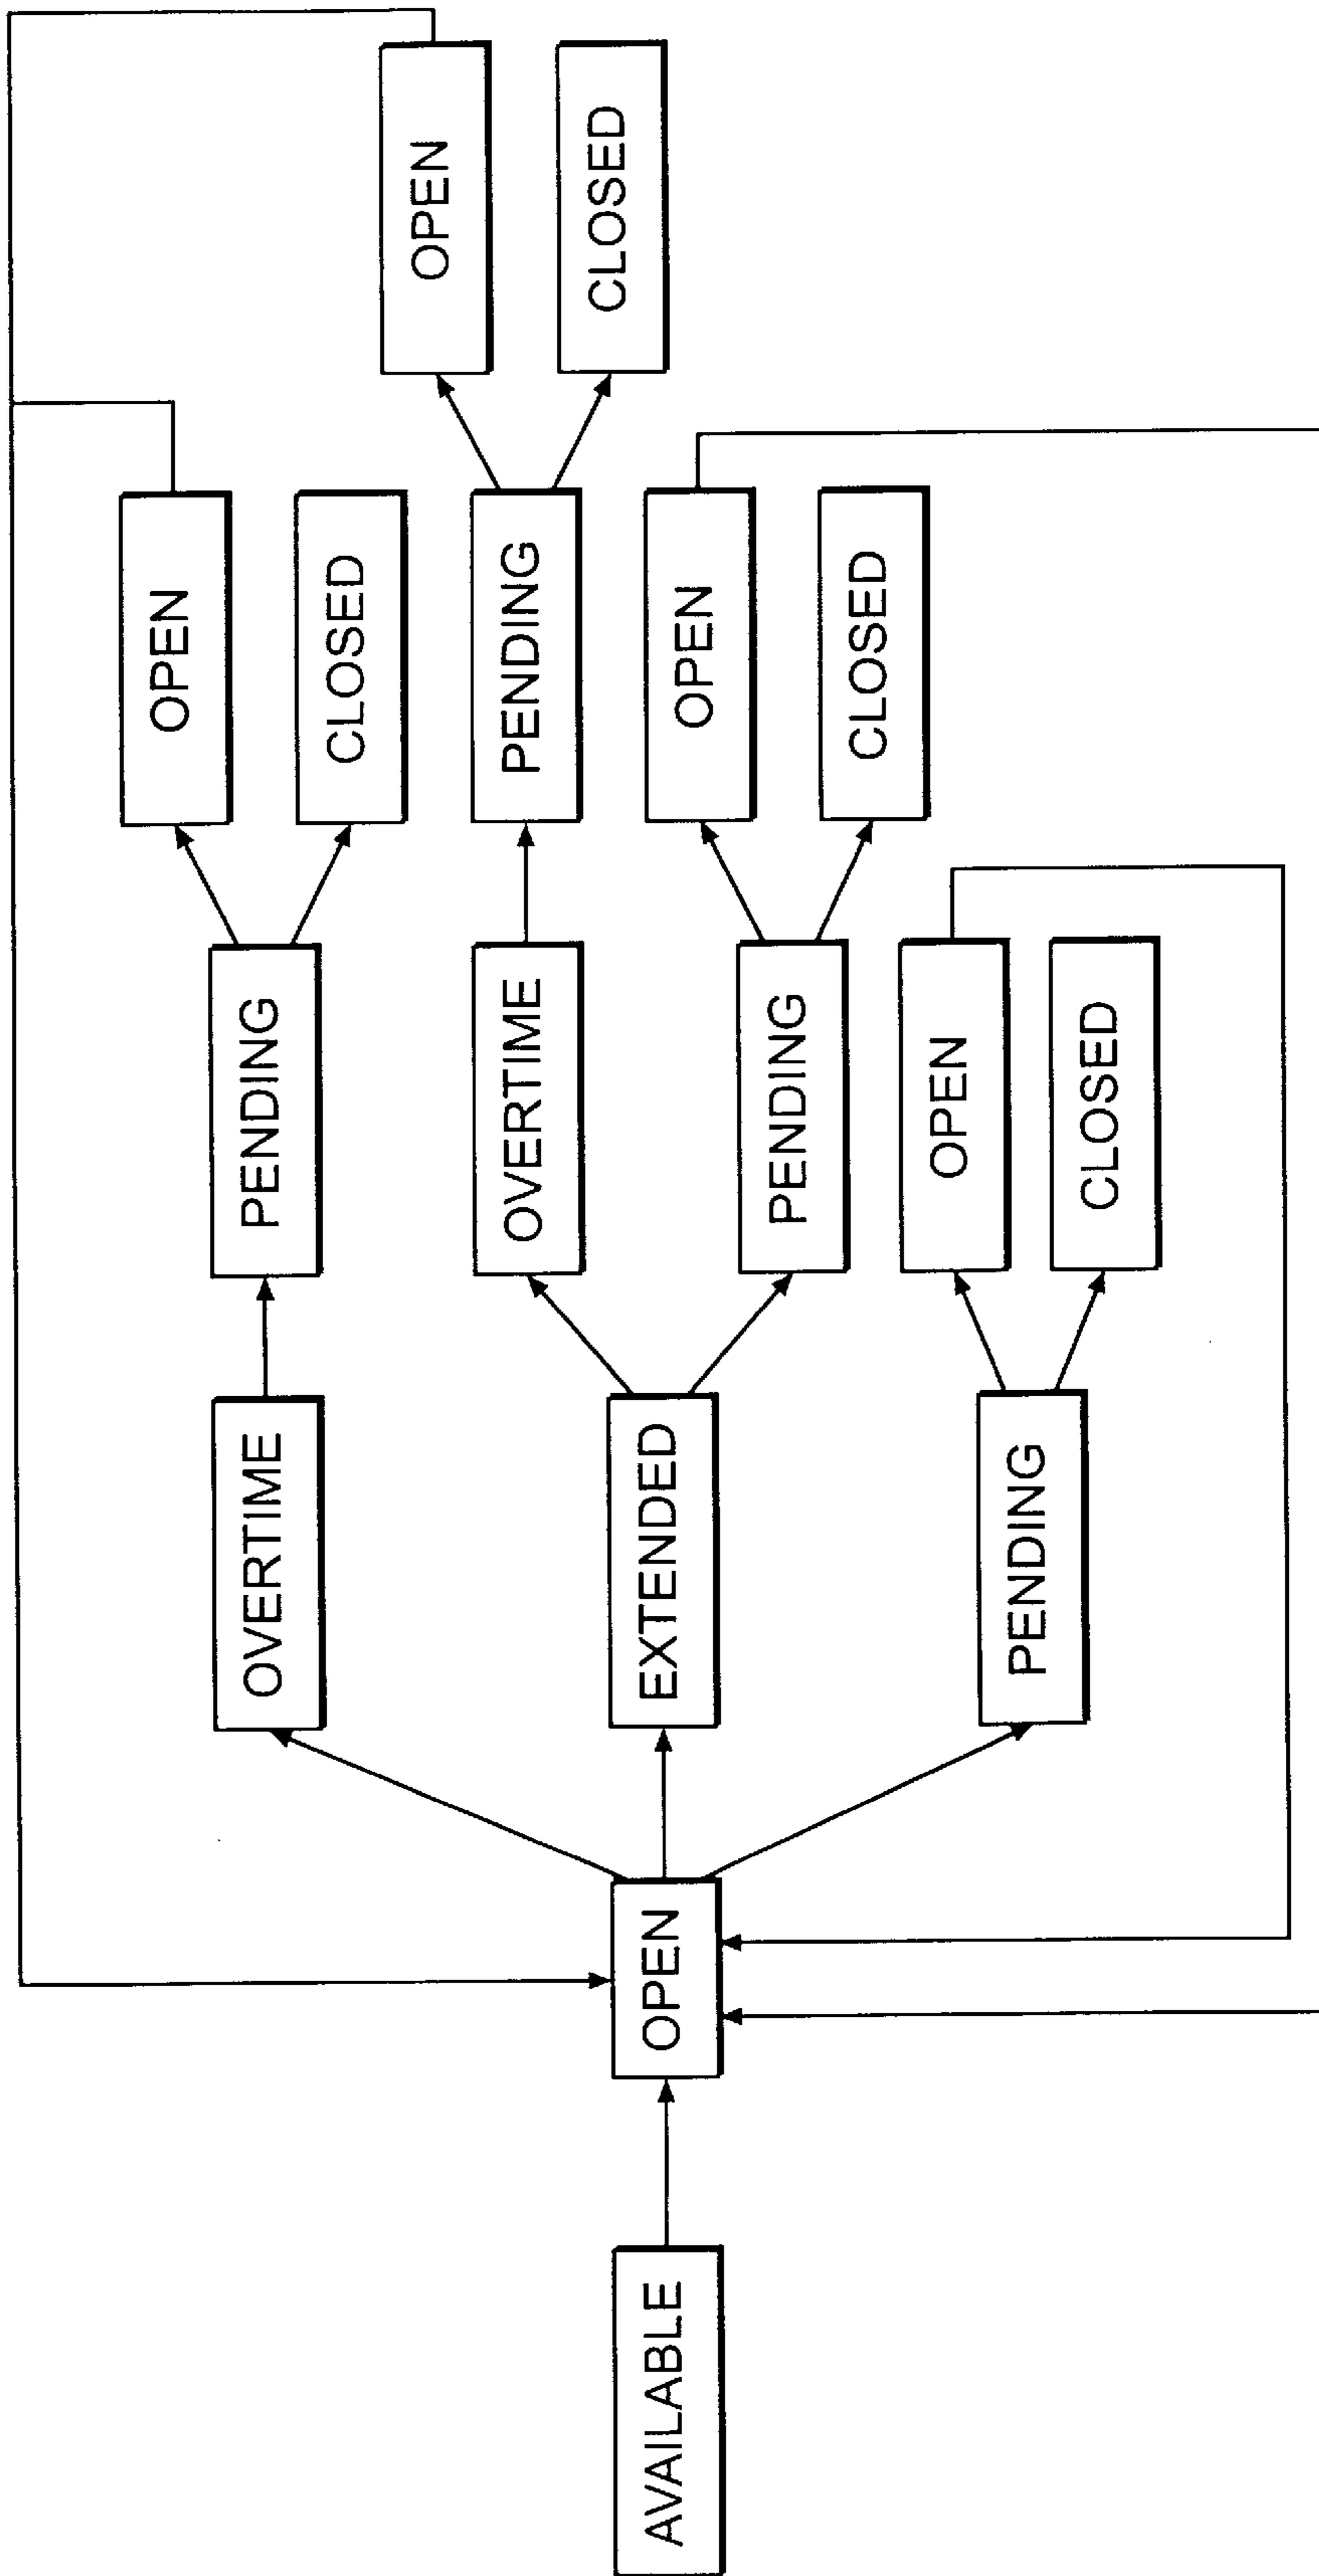 AVAILABLE
OPEN
OVERTIME
EXTENDED
PENDING
PENDING
OVERTIME
PENDING
OPEN
CLOSED
OPEN
CLOSED
PENDING
OPEN
CLOSED
OPEN
CLOSED